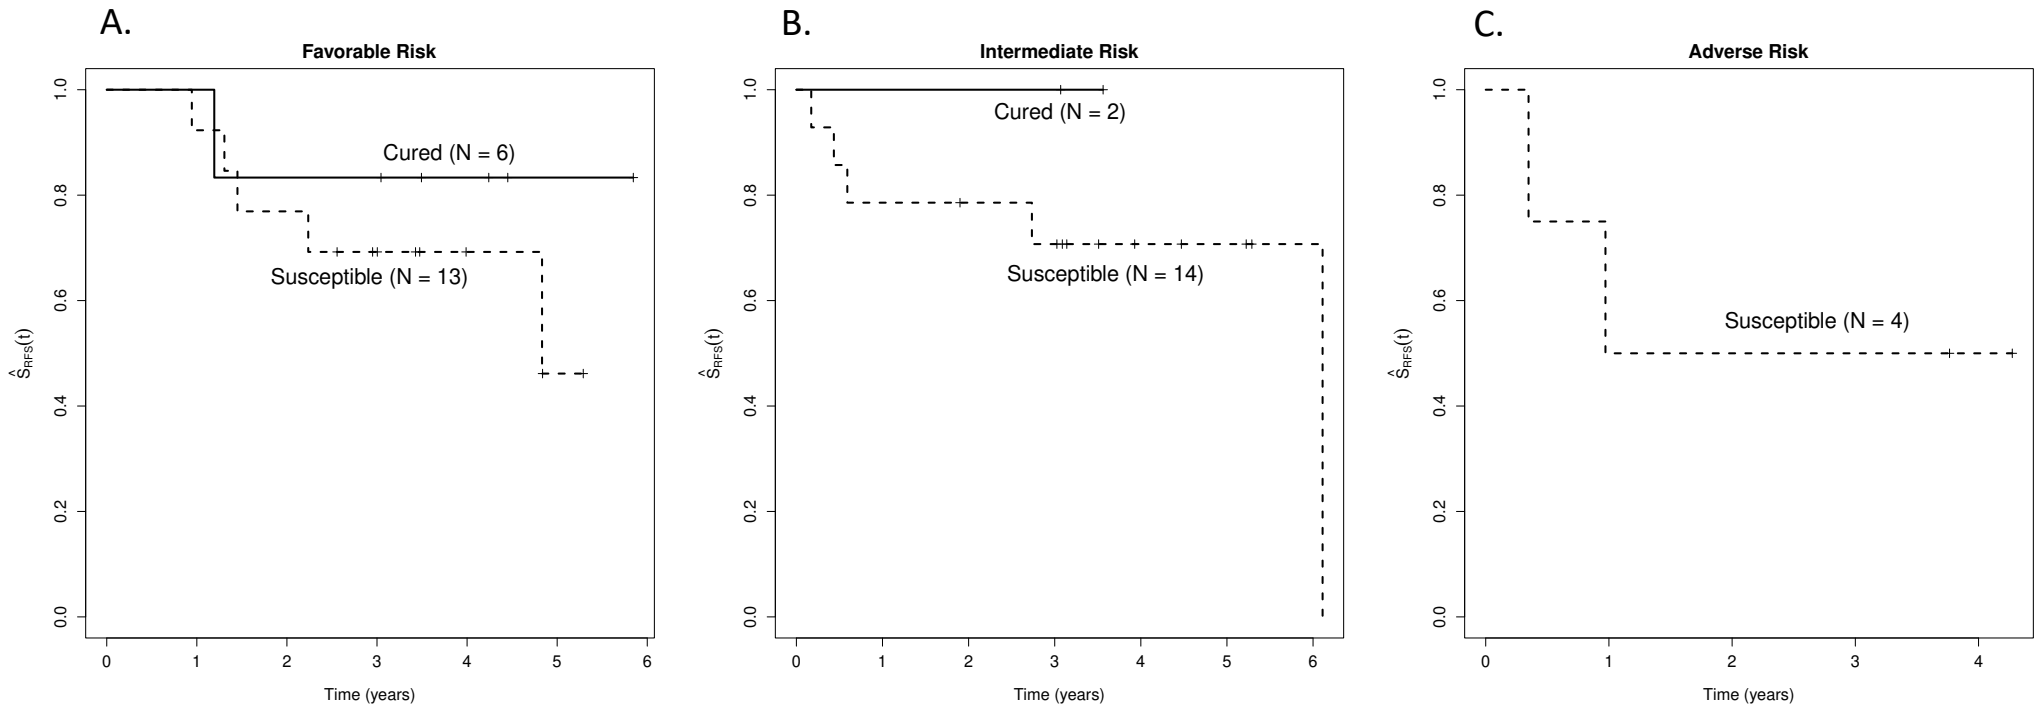 A.
Favorable Risk
1.0
0.8
0.6
0.4
0.2
0.0
ŜRFS(t)
Cured (N = 6)
Susceptible (N = 13)
0 1 2 3 4 5 6
Time (years)
B.
Intermediate Risk
1.0
0.8
0.6
0.4
0.2
0.0
ŜRFS(t)
Cured (N = 2)
Susceptible (N = 14)
0 1 2 3 4 5 6
Time (years)
C.
Adverse Risk
1.0
0.8
0.6
0.4
0.2
0.0
ŜRFS(t)
Susceptible (N = 4)
0 1 2 3 4
Time (years)